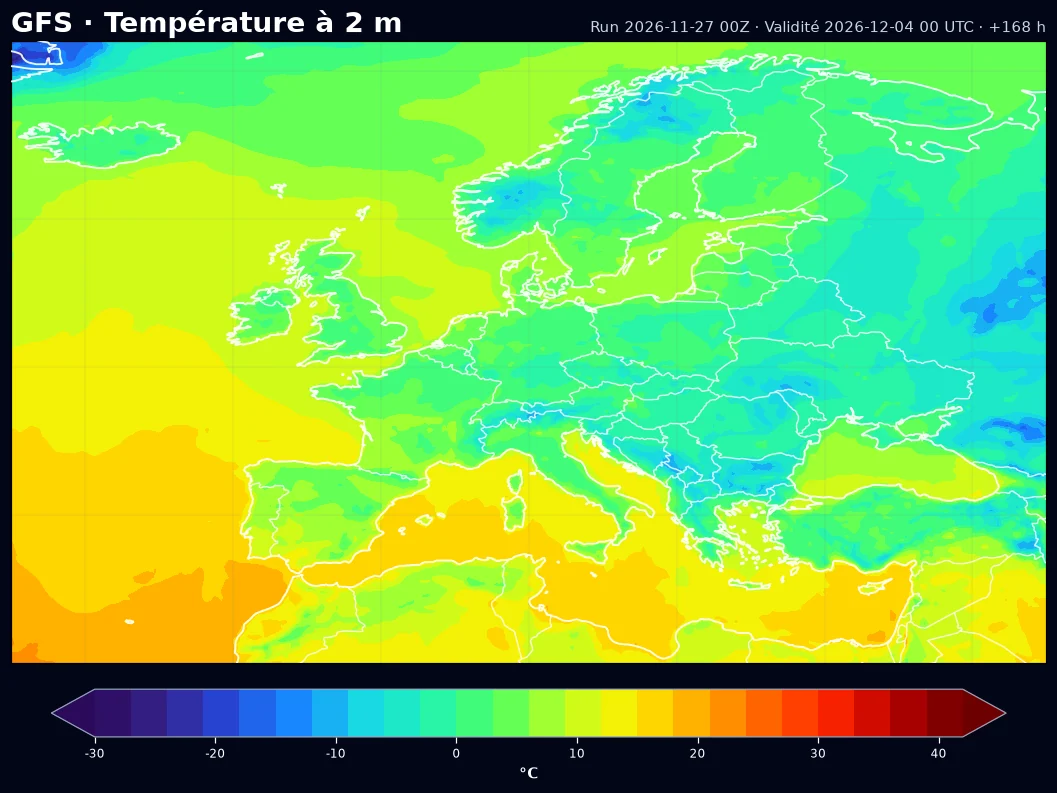 GFS · Température à 2 m
Run 2026-11-27 00Z · Validité 2026-12-04 00 UTC · +168 h
-30 -20 -10 0 10 20 30 40
°C